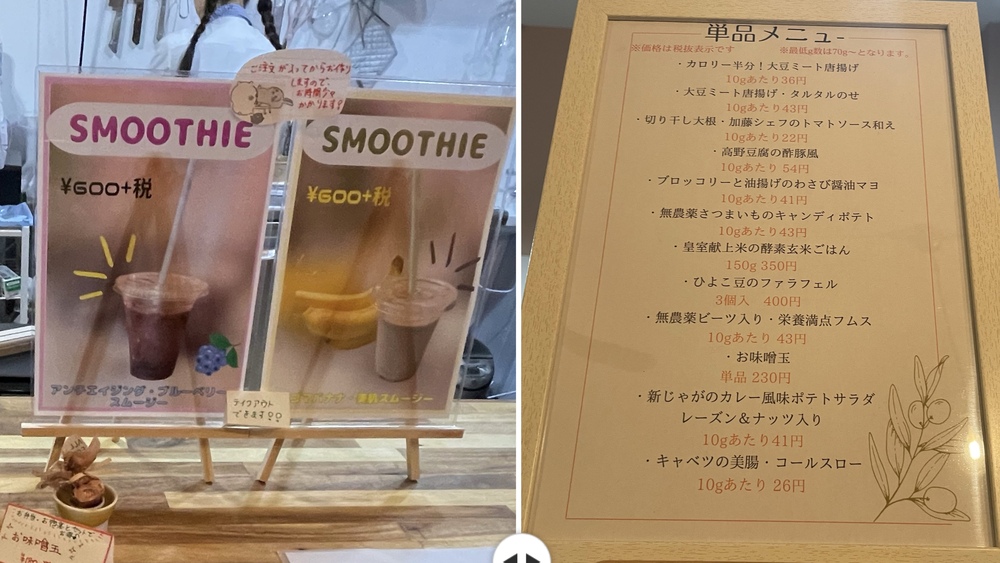 ご注文が入ってからお作り
しますので、
お時間が
かかります!
SMOOTHIE
¥600+税
アンチエイジング・ブルーベリー
スムージー
SMOOTHIE
¥600+税
スムージー
テイクアウト
できます
お味噌玉
単品メニュー
※価格は税抜表示です
※最低g数は70g〜となります。
・カロリー半分！大豆ミート唐揚げ
10gあたり36円
・大豆ミート唐揚げ・タルタルのせ
10gあたり43円
・切り干し大根・加藤シェフのトマトソース和え
10gあたり22円
・高野豆腐の酢豚風
10gあたり 54円
・ブロッコリーと油揚げのわさび醤油マヨ
10gあたり41円
・無農薬さつまいものキャンディポテト
10gあたり43円
・皇室献上米の酵素玄米ごはん
150g 350円
・ひよこ豆のファラフェル
3個入　400円
・無農薬ビーツ入り・栄養満点フムス
10gあたり 43円
・お味噌玉
単品 230円
・新じゃがのカレー風味ポテトサラダ
レーズン＆ナッツ入り
10gあたり41円
・キャベツの美腸・コールスロー
10gあたり 26円